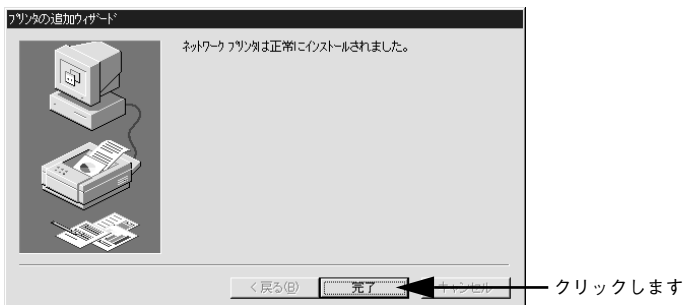 プリンタの追加ウィザード
ネットワーク プリンタは正常にインストールされました。
< 戻る(B)
完了
キャンセル
クリックします